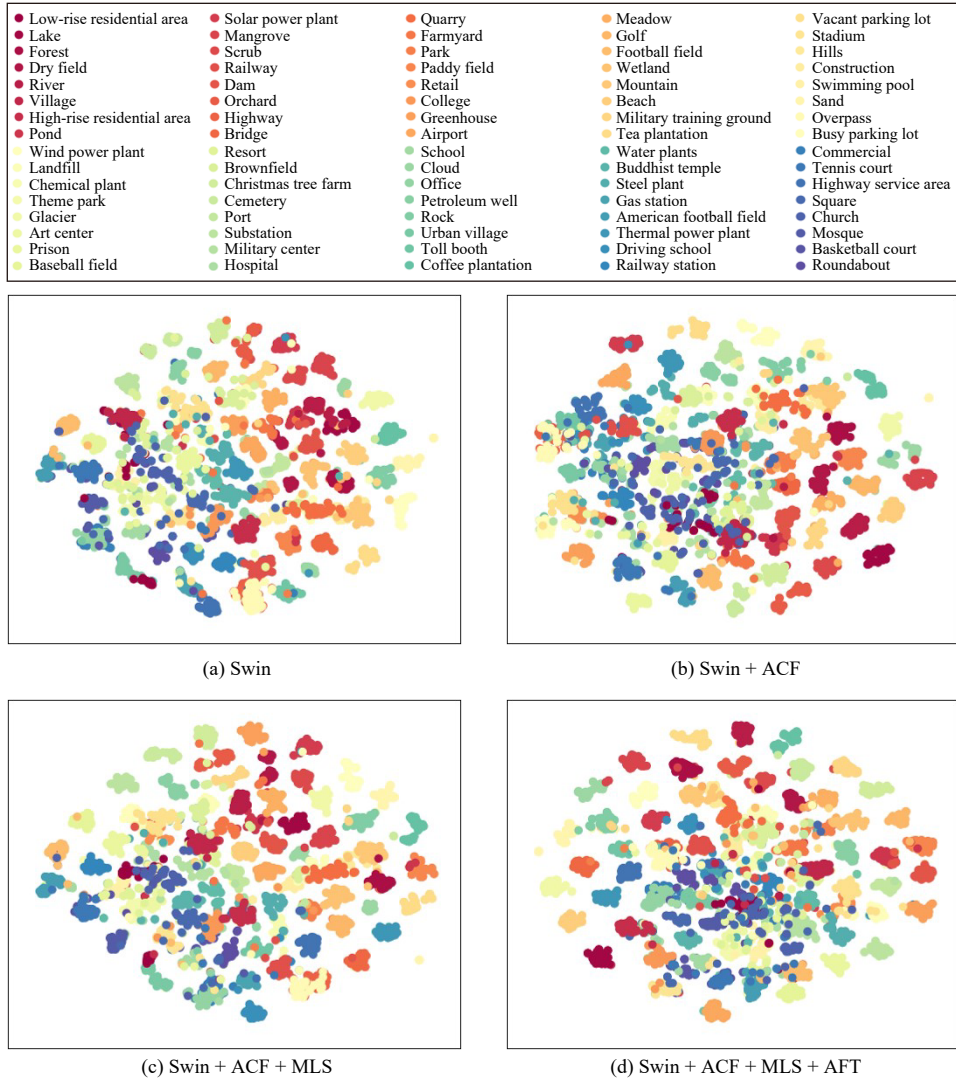 Low-rise residential area Solar power plant Quarry Meadow Vacant parking lot
Lake Mangrove Farmyard Golf Stadium
Forest Scrub Park Football field Hills
Dry field Railway Paddy field Wetland Construction
River Dam Retail Mountain Swimming pool
Village Orchard College Beach Sand
High-rise residential area Highway Greenhouse Military training ground Overpass
Pond Bridge Airport Tea plantation Busy parking lot
Wind power plant Resort School Water plants Commercial
Landfill Brownfield Cloud Buddhist temple Tennis court
Chemical plant Christmas tree farm Office Steel plant Highway service area
Theme park Cemetery Petroleum well Gas station Square
Glacier Port Rock American football field Church
Art center Substation Urban village Thermal power plant Mosque
Prison Military center Toll booth Driving school Basketball court
Baseball field Hospital Coffee plantation Railway station Roundabout
(a) Swin (b) Swin + ACF
(c) Swin + ACF + MLS (d) Swin + ACF + MLS + AFT